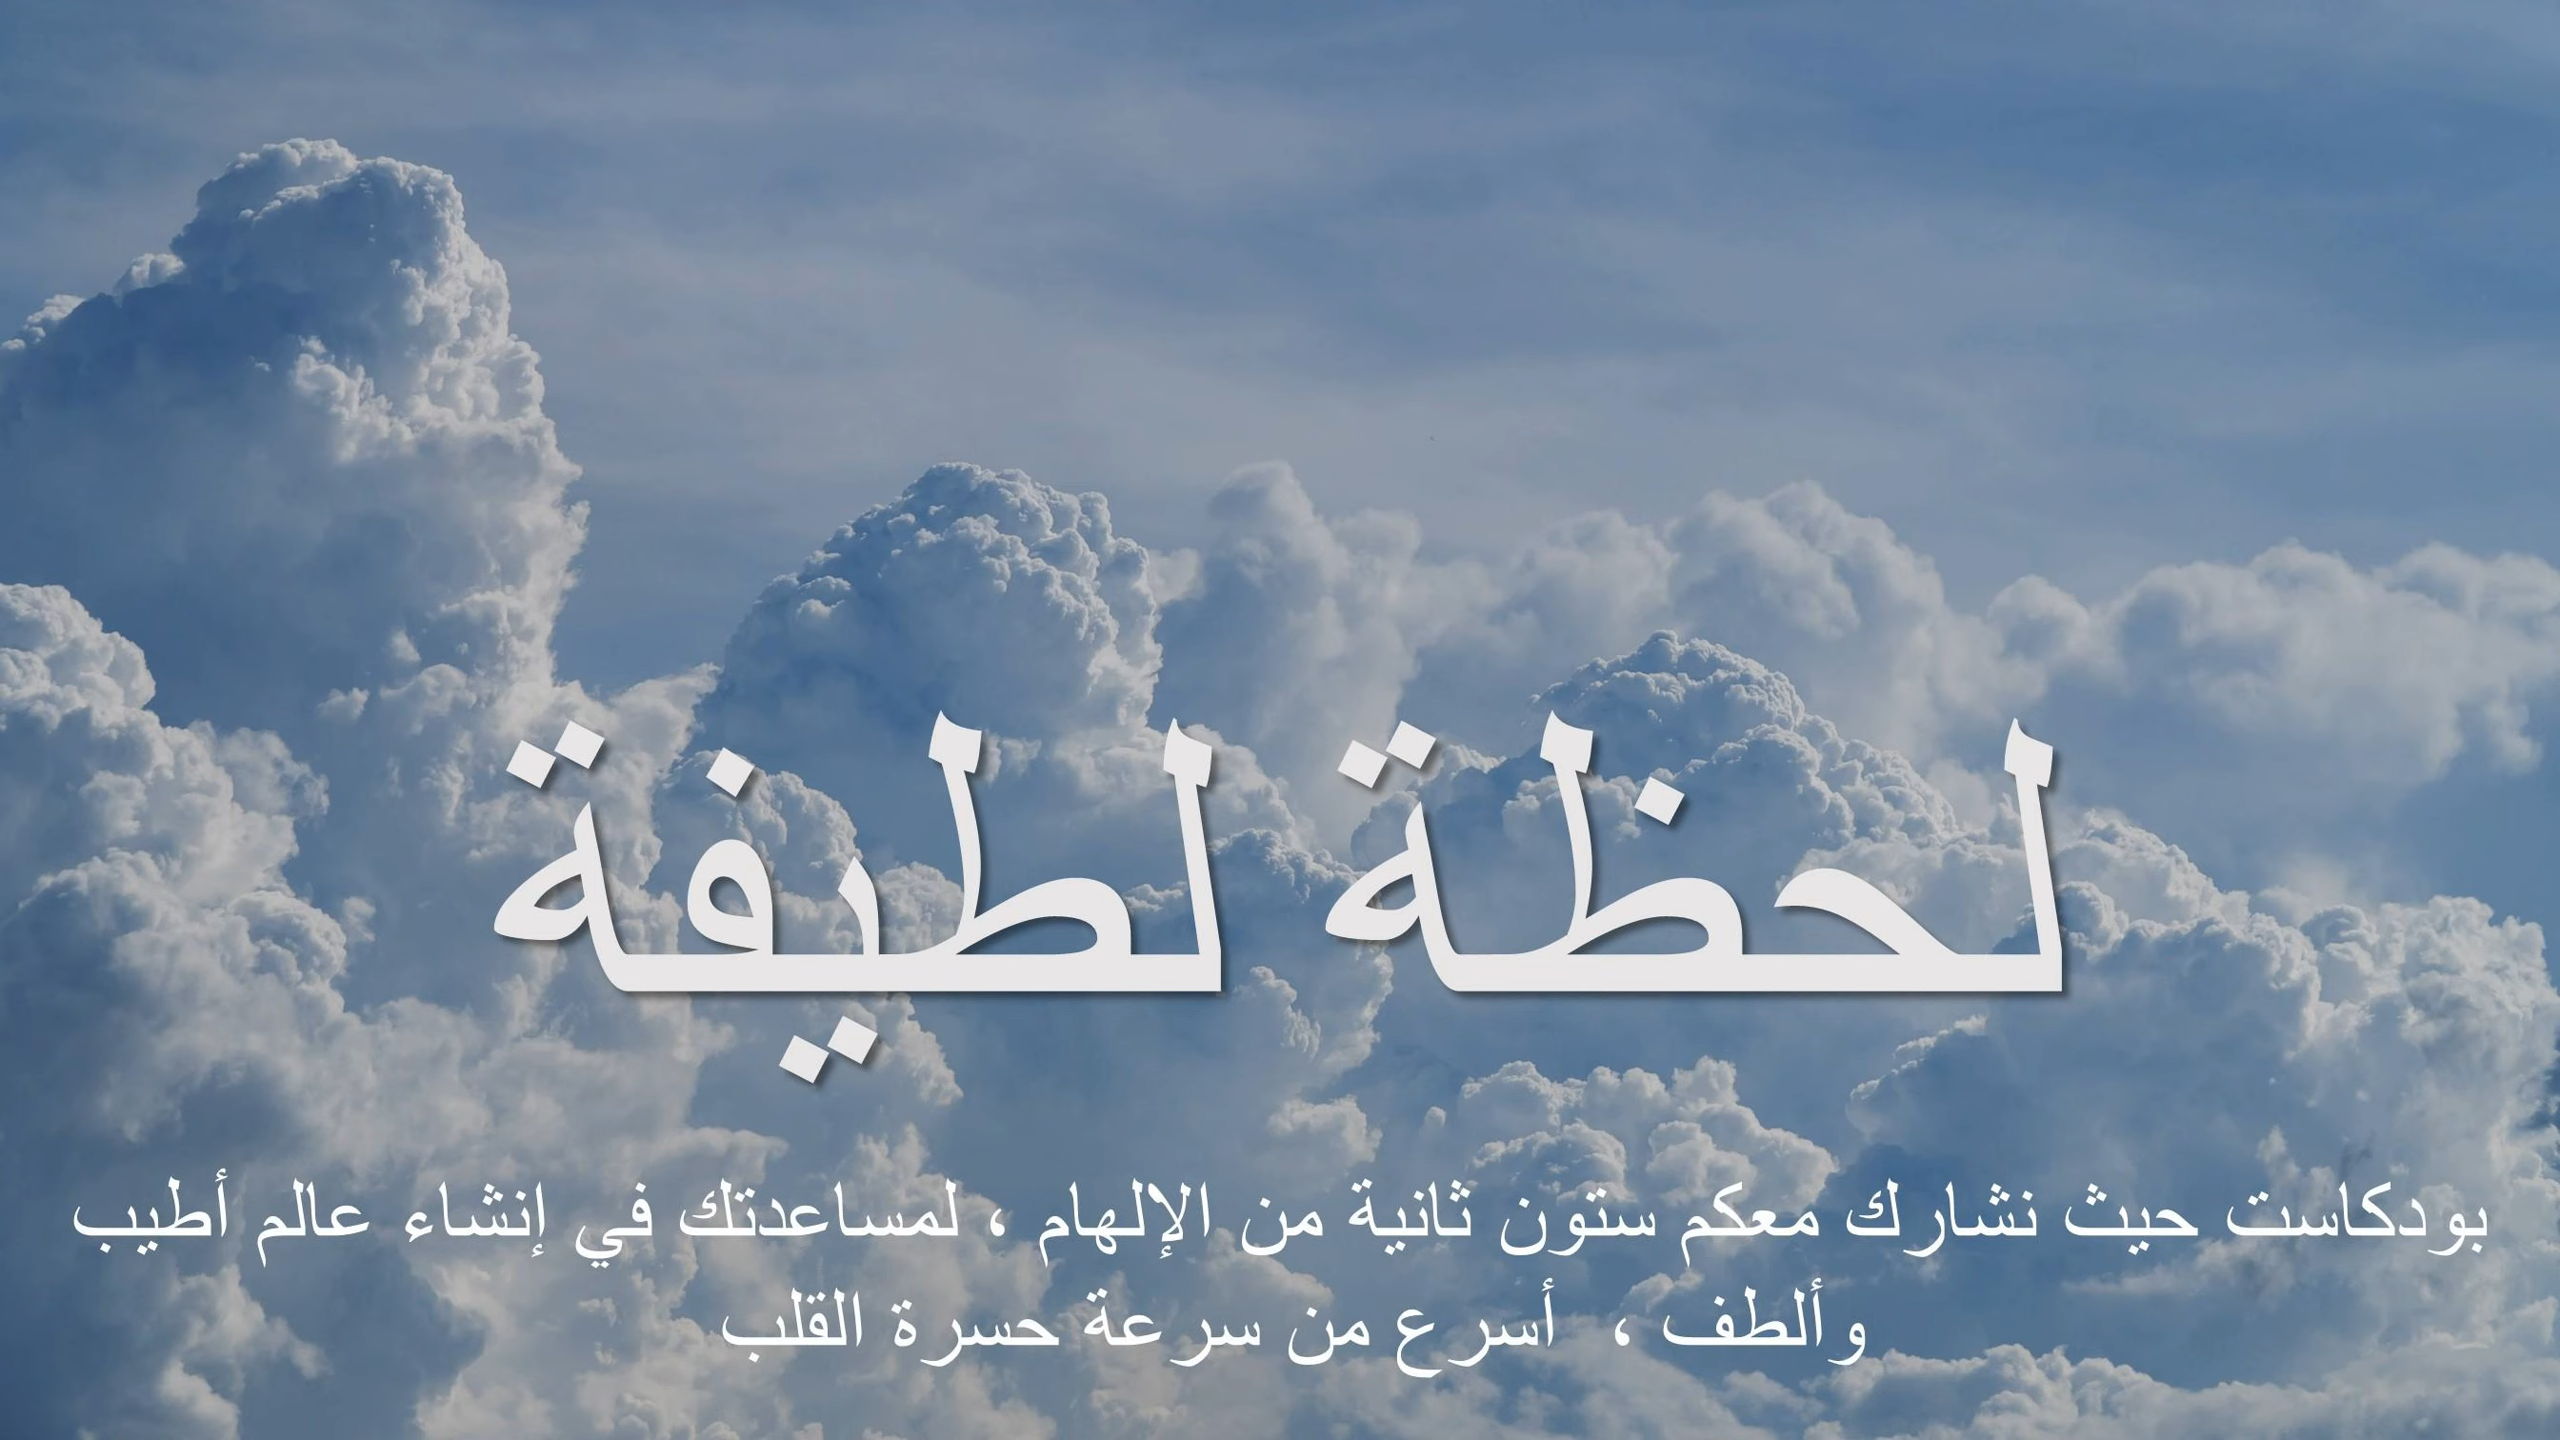 لحظة لطيفة
بودكاست حيث نشارك معكم ستون ثانية من الإلهام ، لمساعدتك في إنشاء عالم أطيب
وألطف ، أسرع من سرعة حسرة القلب